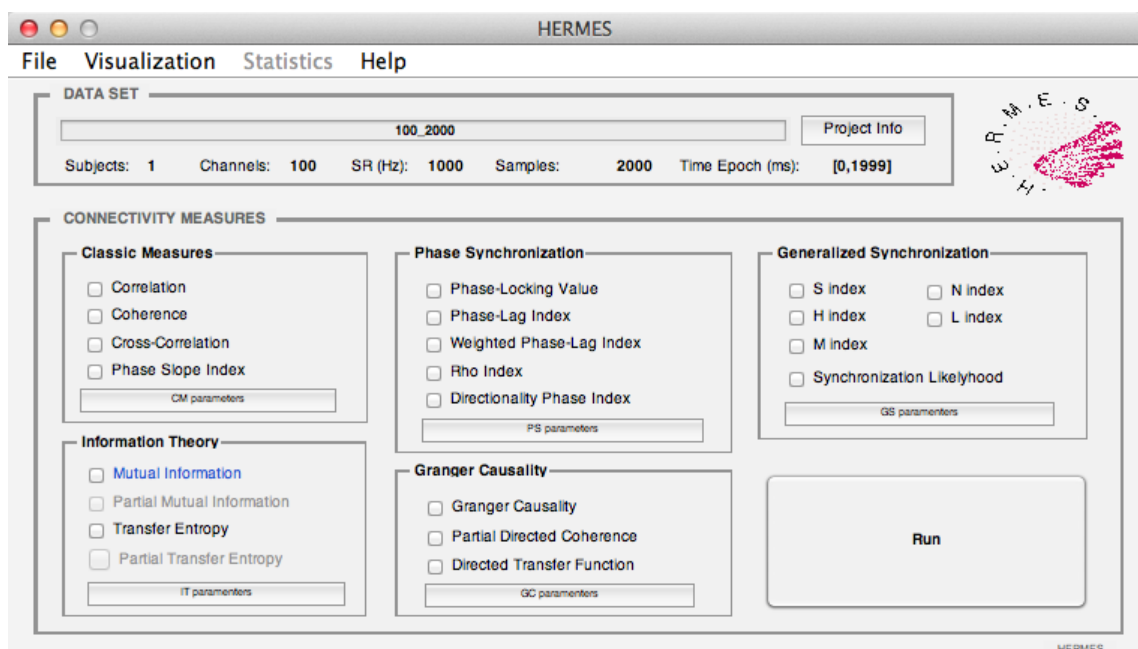 HERMES
File Visualization Statistics Help
DATA SET
100_2000
Project Info
Subjects: 1 Channels: 100 SR (Hz): 1000 Samples: 2000 Time Epoch (ms): [0,1999]
H.E.R.M.E.S.
CONNECTIVITY MEASURES
Classic Measures
Correlation
Coherence
Cross-Correlation
Phase Slope Index
CM parameters
Information Theory
Mutual Information
Partial Mutual Information
Transfer Entropy
Partial Transfer Entropy
IT paramenters
Phase Synchronization
Phase-Locking Value
Phase-Lag Index
Weighted Phase-Lag Index
Rho Index
Directionality Phase Index
PS parameters
Granger Causality
Granger Causality
Partial Directed Coherence
Directed Transfer Function
GC paramenters
Generalized Synchronization
S index N index
H index L index
M index
Synchronization Likelyhood
GS paramenters
Run
HERMES